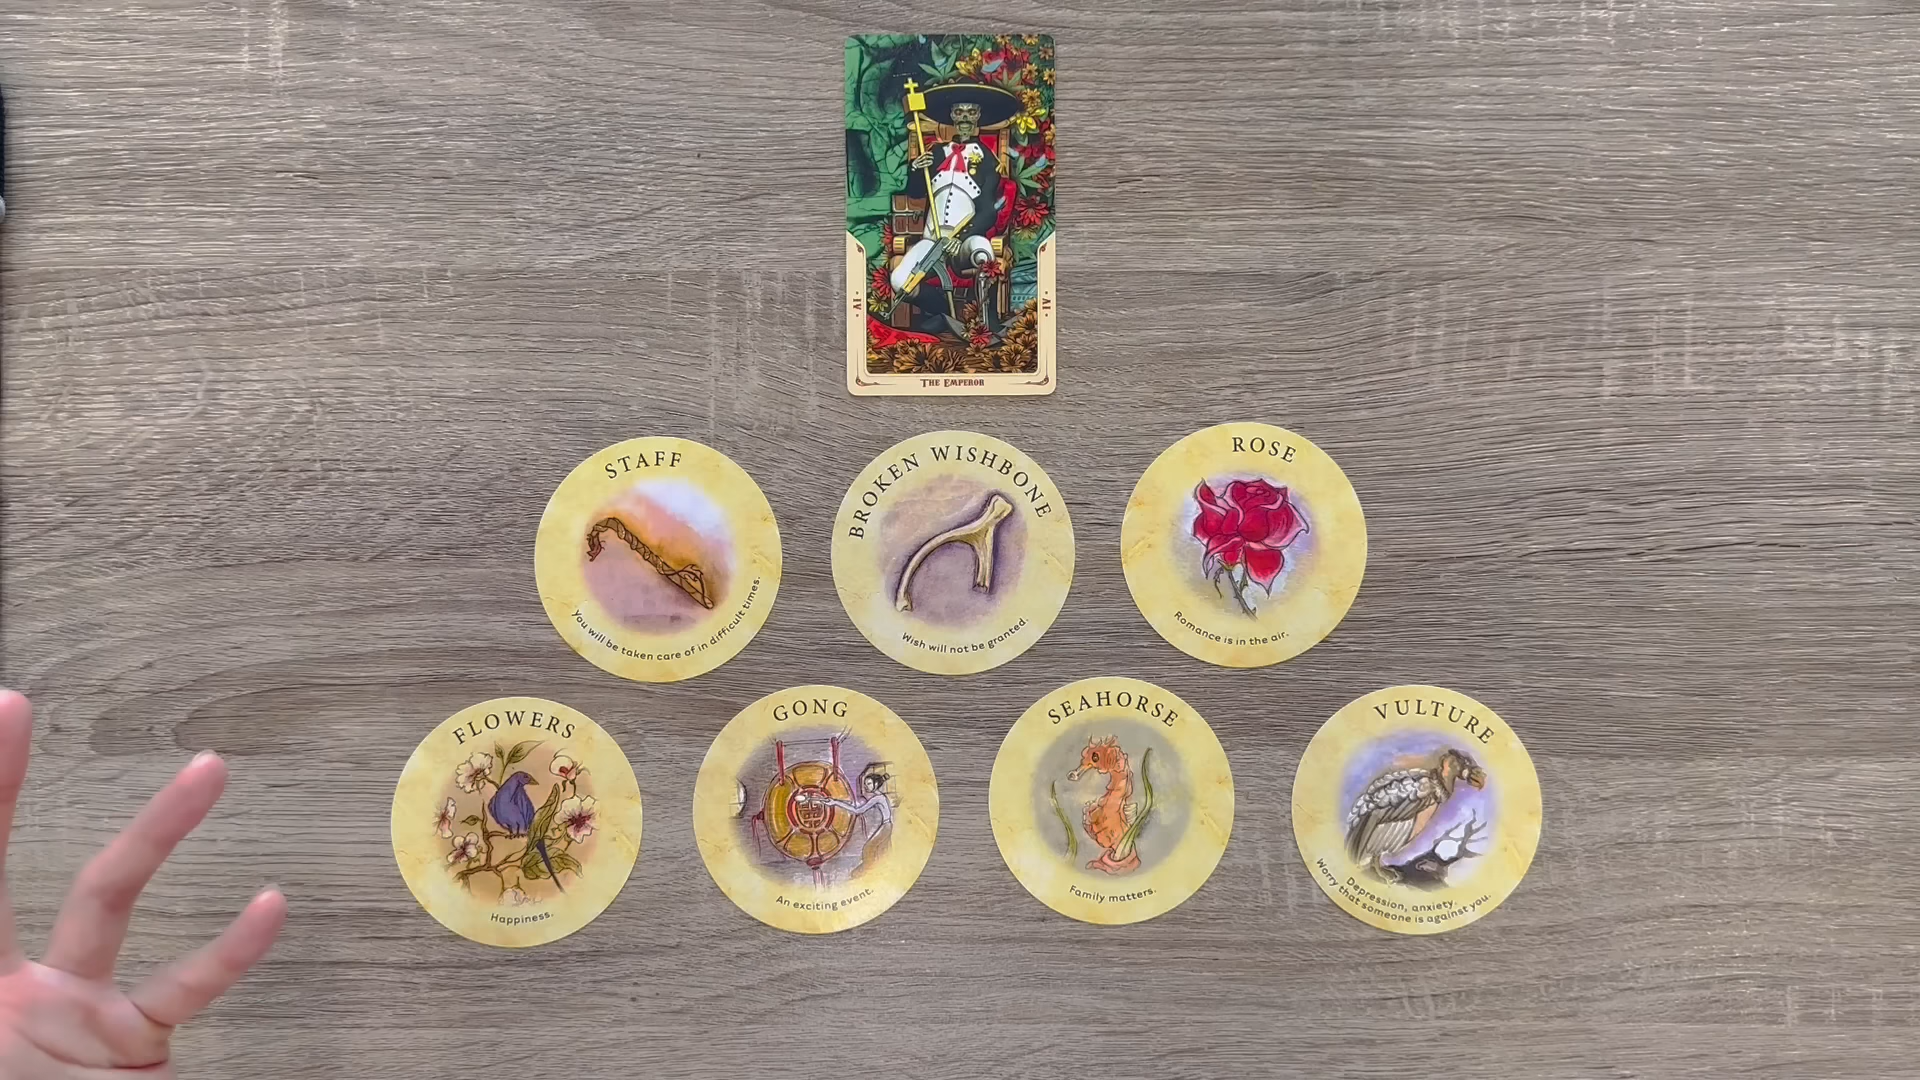 · IV ·
· IV ·
THE EMPEROR
STAFF
You will be taken care of in difficult times.
BROKEN WISHBONE
Wish will not be granted.
ROSE
Romance is in the air.
FLOWERS
Happiness.
GONG
An exciting event.
SEAHORSE
Family matters.
VULTURE
Depression, anxiety.
Worry that someone is against you.